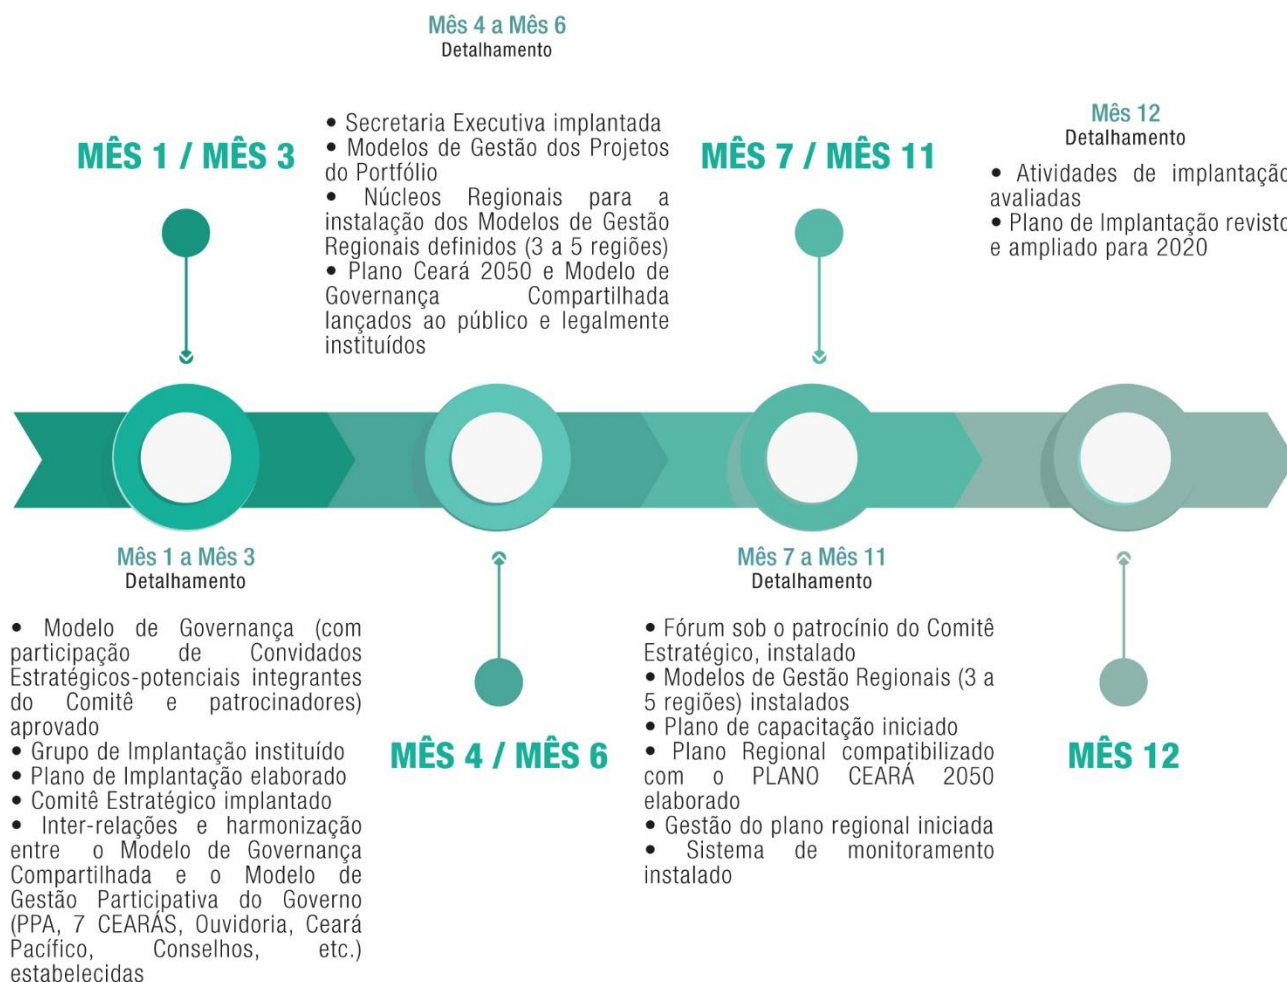 Mês 4 a Mês 6
Detalhamento
• Secretaria Executiva implantada
• Modelos de Gestão dos Projetos
do Portfólio
• Núcleos Regionais para a
instalação dos Modelos de Gestão
Regionais definidos (3 a 5 regiões)
• Plano Ceará 2050 e Modelo de
Governança Compartilhada
lançados ao público e legalmente
instituídos
Mês 12
Detalhamento
• Atividades de implantação
avaliadas
• Plano de Implantação revisto
e ampliado para 2020
MÊS 1 / MÊS 3
MÊS 7 / MÊS 11
Mês 1 a Mês 3
Detalhamento
• Modelo de Governança (com
participação de Convidados
Estratégicos-potenciais integrantes
do Comitê e patrocinadores)
aprovado
• Grupo de Implantação instituído
• Plano de Implantação elaborado
• Comitê Estratégico implantado
• Inter-relações e harmonização
entre o Modelo de Governança
Compartilhada e o Modelo de
Gestão Participativa do Governo
(PPA, 7 CEARÁS, Ouvidoria, Ceará
Pacífico, Conselhos, etc.)
estabelecidas
MÊS 4 / MÊS 6
Mês 7 a Mês 11
Detalhamento
• Fórum sob o patrocínio do Comitê
Estratégico, instalado
• Modelos de Gestão Regionais (3 a
5 regiões) instalados
• Plano de capacitação iniciado
• Plano Regional compatibilizado
com o PLANO CEARÁ 2050
elaborado
• Gestão do plano regional iniciada
• Sistema de monitoramento
instalado
MÊS 12